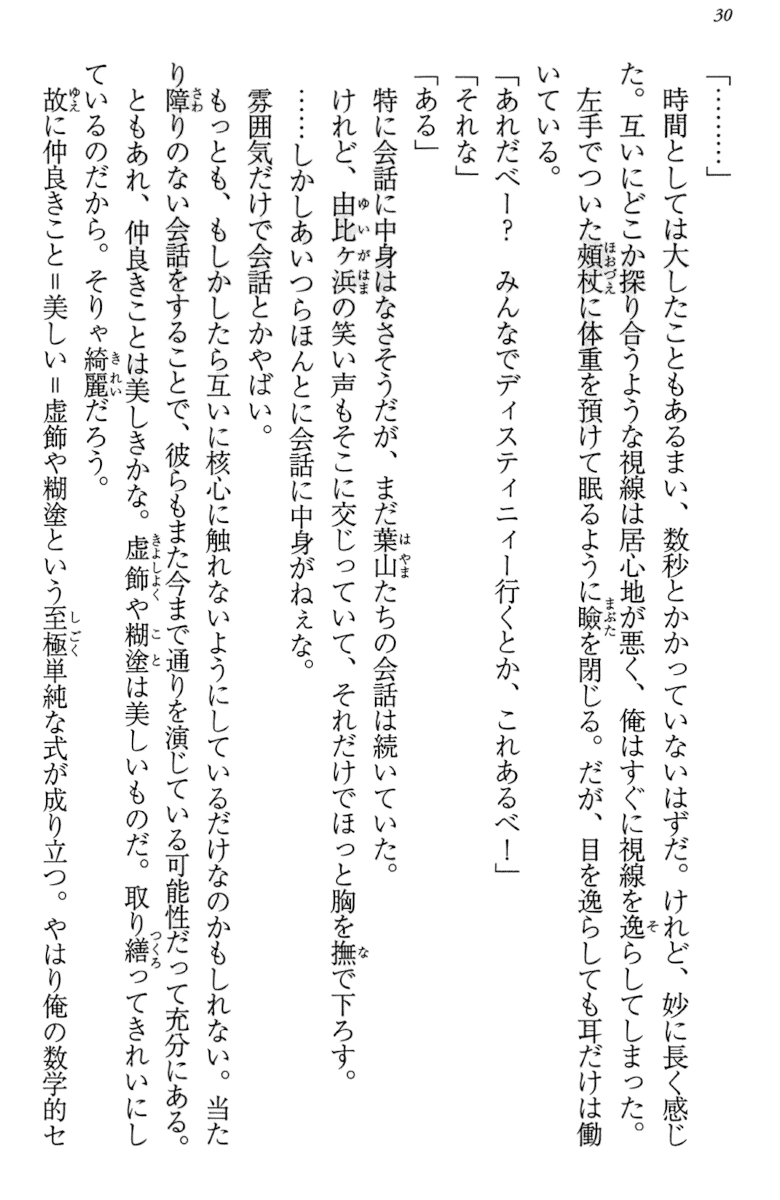 30
「………」
　時間としては大したこともあるまい、数秒とかかっていないはずだ。けれど、妙に長く感じ
た。互いにどこか探り合うような視線は居心地が悪く、俺はすぐに視線を逸らしてしまった。
　左手でついた頰杖に体重を預けて眠るように瞼を閉じる。だが、目を逸らしても耳だけは働
いている。
「あれだべー？　みんなでディスティニィー行くとか、これあるべ！」
「それな」
「ある」
　特に会話に中身はなさそうだが、まだ葉山たちの会話は続いていた。
　けれど、由比ヶ浜の笑い声もそこに交じっていて、それだけでほっと胸を撫で下ろす。
　……しかしあいつらほんとに会話に中身がねぇな。
　雰囲気だけで会話とかやばい。
　もっとも、もしかしたら互いに核心に触れないようにしているだけなのかもしれない。当た
り障りのない会話をすることで、彼らもまた今まで通りを演じている可能性だって充分にある。
　ともあれ、仲良きことは美しきかな。虚飾や糊塗は美しいものだ。取り繕ってきれいにし
ているのだから。そりゃ綺麗だろう。
　故に仲良きこと＝美しい＝虚飾や糊塗という至極単純な式が成り立つ。やはり俺の数学的セ